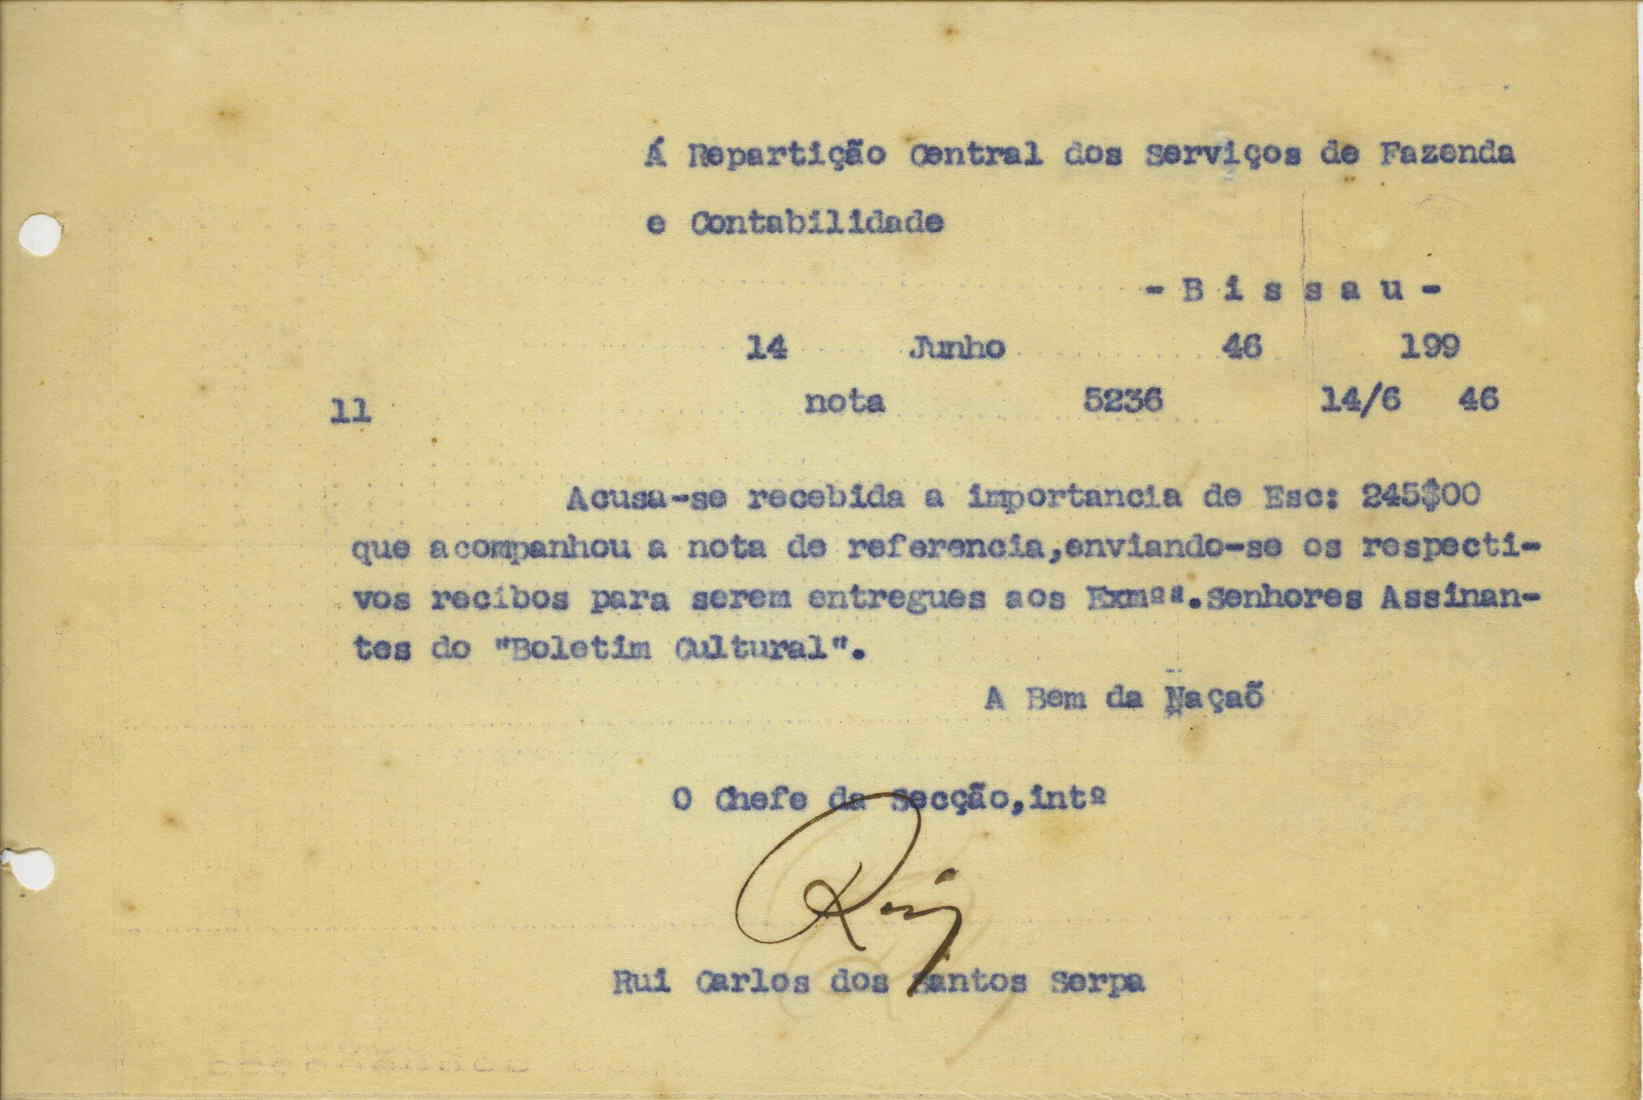 Á Repartição Central dos Serviços de Fazenda
e Contabilidade
- B i s s a u -
14 Junho 46 199
11 nota 5236 14/6 46
Acusa-se recebida a importancia de Esc: 245$00
que acompanhou a nota de referencia,enviando-se os respecti-
vos recibos para serem entregues aos Exmºª.Senhores Assinan-
tes do "Boletim Cultural".
A Bem da Naçaõ
O Chefe da Secção,intº
Rui
Rui Carlos dos Santos Serpa